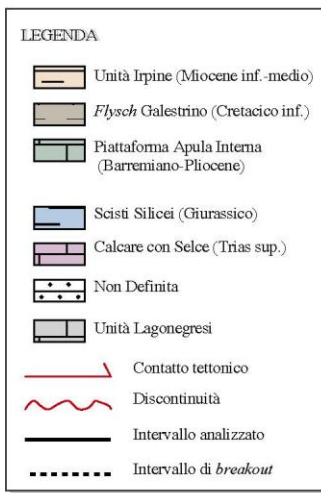 LEGENDA
Unità Irpine (Miocene inf.-medio)
Flysch Galestrino (Cretacico inf.)
Piattaforma Apula Interna
(Barremiano-Pliocene)
Scisti Silicei (Giurassico)
Calcare con Selce (Trias sup.)
Non Definita
Unità Lagonegresi
Contatto tettonico
Discontinuità
Intervallo analizzato
Intervallo di breakout